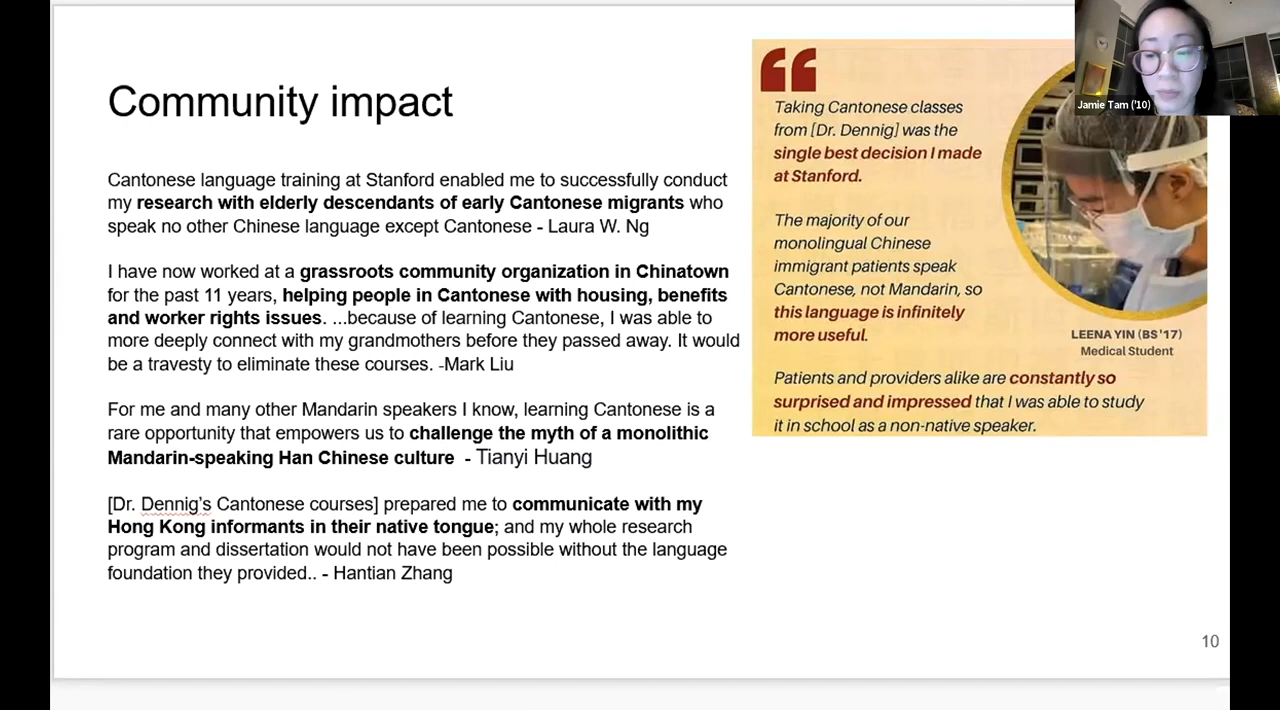 Community impact
Cantonese language training at Stanford enabled me to successfully conduct
my research with elderly descendants of early Cantonese migrants who
speak no other Chinese language except Cantonese - Laura W. Ng
I have now worked at a grassroots community organization in Chinatown
for the past 11 years, helping people in Cantonese with housing, benefits
and worker rights issues. ...because of learning Cantonese, I was able to
more deeply connect with my grandmothers before they passed away. It would
be a travesty to eliminate these courses. -Mark Liu
For me and many other Mandarin speakers I know, learning Cantonese is a
rare opportunity that empowers us to challenge the myth of a monolithic
Mandarin-speaking Han Chinese culture - Tianyi Huang
[Dr. Dennig's Cantonese courses] prepared me to communicate with my
Hong Kong informants in their native tongue; and my whole research
program and dissertation would not have been possible without the language
foundation they provided.. - Hantian Zhang
Taking Cantonese classes
from [Dr. Dennig] was the
single best decision I made
at Stanford.
The majority of our
monolingual Chinese
immigrant patients speak
Cantonese, not Mandarin, so
this language is infinitely
more useful.
Patients and providers alike are constantly so
surprised and impressed that I was able to study
it in school as a non-native speaker.
LEENA YIN (BS '17)
Medical Student
Jamie Tam ('10)
10